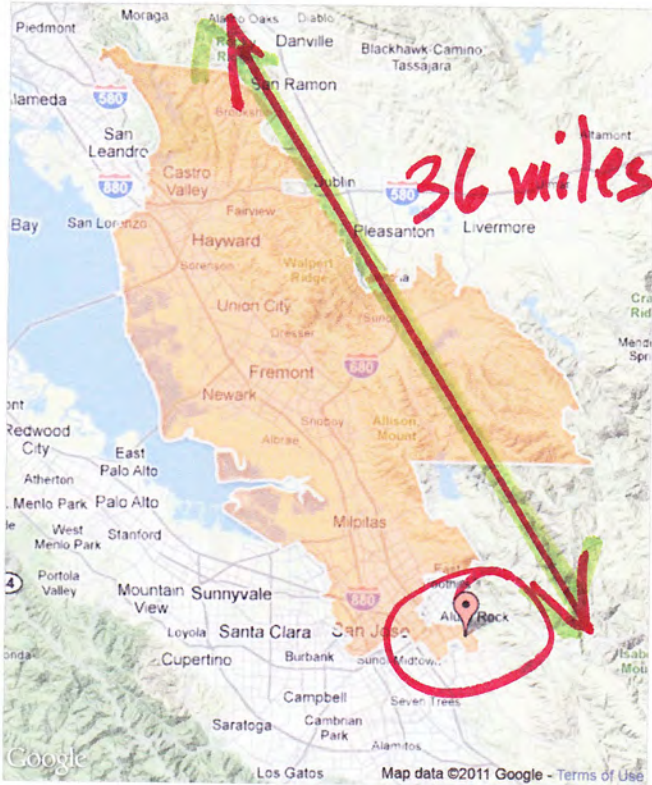 Moraga
Alamo Oaks
Diablo
Piedmont
Danville
Blackhawk-Camino
Tassajara
San Ramon
580
Alameda
San
Leandro
Altamont
36 miles
880
Castro
Valley
Dublin
580
Fairview
Bay
San Lorenzo
Pleasanton
Livermore
Hayward
Sorenson
Walpert
Ridge
Union City
Dresser
Fremont
680
Newark
Snoboy
Redwood
City
Albrae
Allison
Mount
East
Palo Alto
Atherton
Menlo Park
Palo Alto
West
Menlo Park
Stanford
Milpitas
Portola
Valley
Mountain
View
Sunnyvale
880
Alum Rock
Loyola
Santa Clara
San Jose
Cupertino
Burbank
Campbell
Seven Trees
Saratoga
Cambrian
Park
Alamitos
Google
Los Gatos
Map data ©2011 Google - Terms of Use